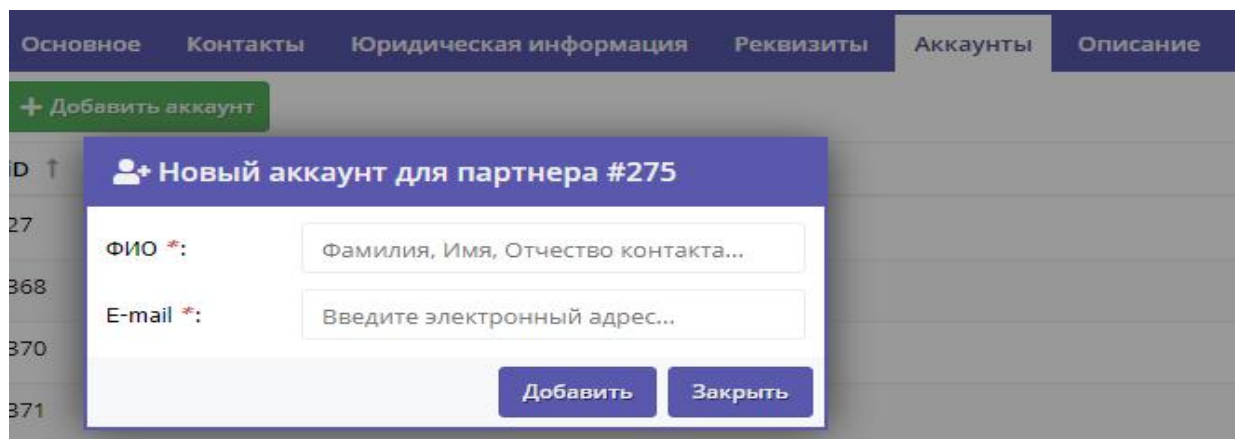 Основное Контакты Юридическая информация Реквизиты Аккаунты Описание
+ Добавить аккаунт
iD ↑
Новый аккаунт для партнера #275
27
ФИО *: Фамилия, Имя, Отчество контакта...
368
E-mail *: Введите электронный адрес...
370
Добавить Закрыть
371